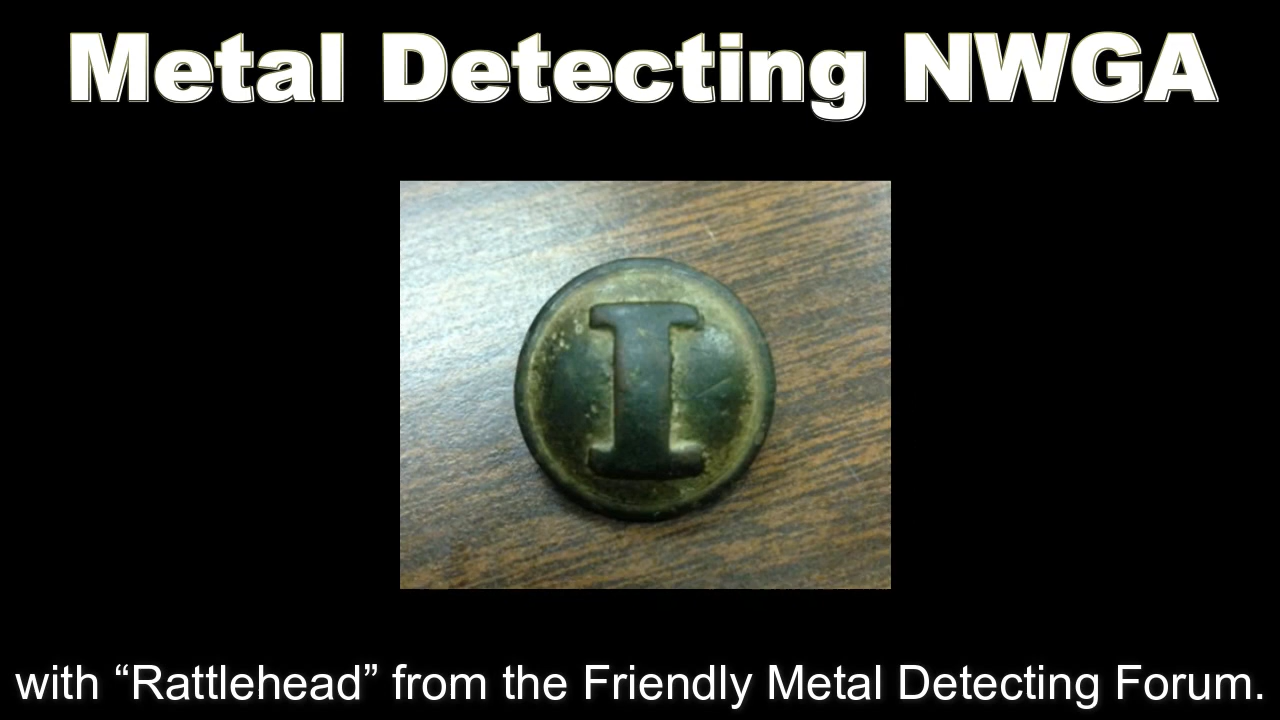 Metal Detecting NWGA
I
with “Rattlehead” from the Friendly Metal Detecting Forum.